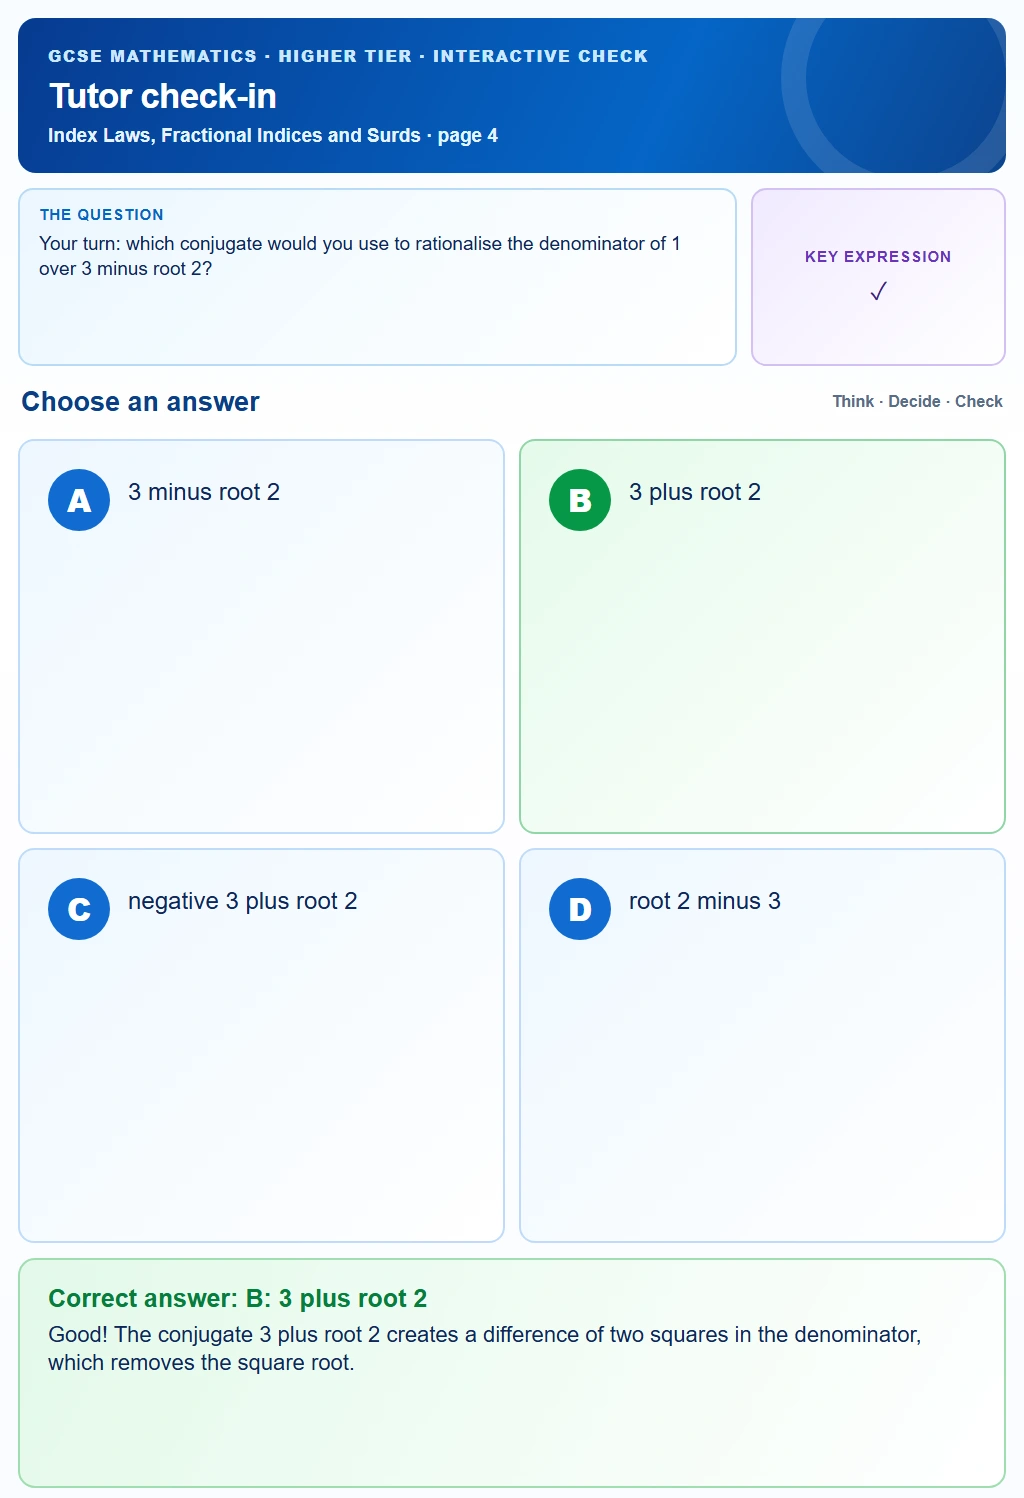 GCSE MATHEMATICS · HIGHER TIER · INTERACTIVE CHECK
Tutor check-in
Index Laws, Fractional Indices and Surds · page 4
THE QUESTION
Your turn: which conjugate would you use to rationalise the denominator of 1
over 3 minus root 2?
KEY EXPRESSION
✓
Choose an answer
Think · Decide · Check
A
3 minus root 2
B
3 plus root 2
C
negative 3 plus root 2
D
root 2 minus 3
Correct answer: B: 3 plus root 2
Good! The conjugate 3 plus root 2 creates a difference of two squares in the denominator,
which removes the square root.